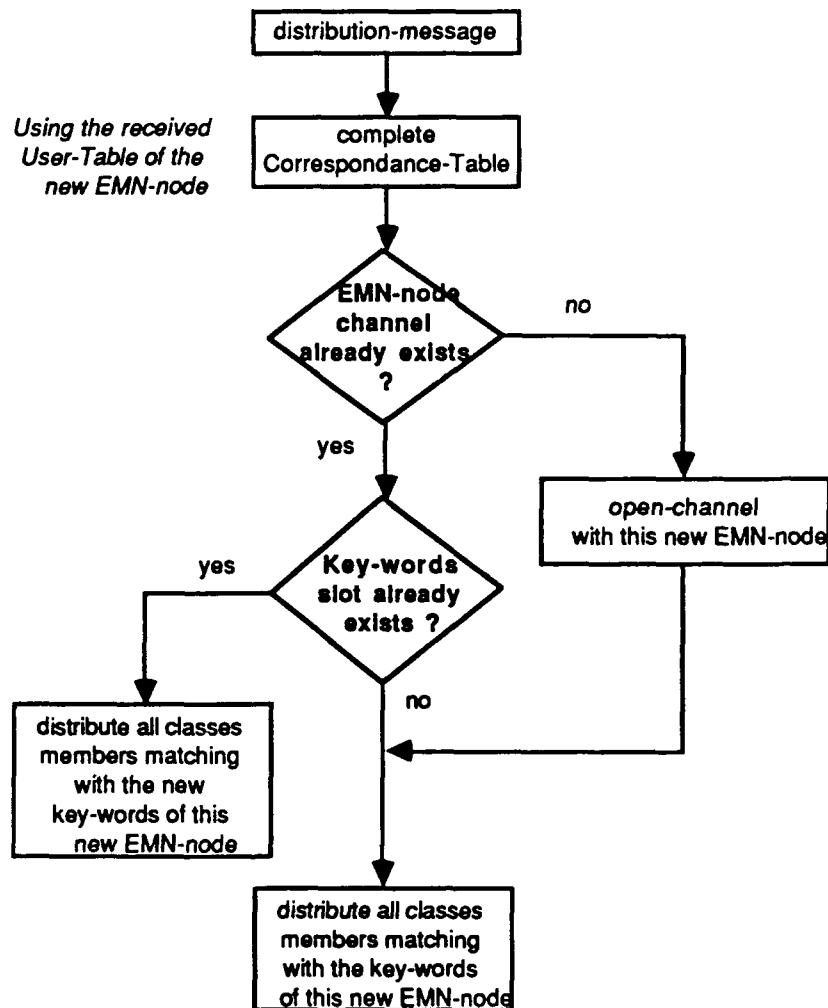 distribution-message
Using the received
User-Table of the
new EMN-node
complete
Correspondance-Table
EMN-node
channel
already exists
?
no
yes
open-channel
with this new EMN-node
Key-words
slot already
exists ?
yes
no
distribute all classes
members matching
with the new
key-words of this
new EMN-node
distribute all classes
members matching
with the key-words
of this new EMN-node